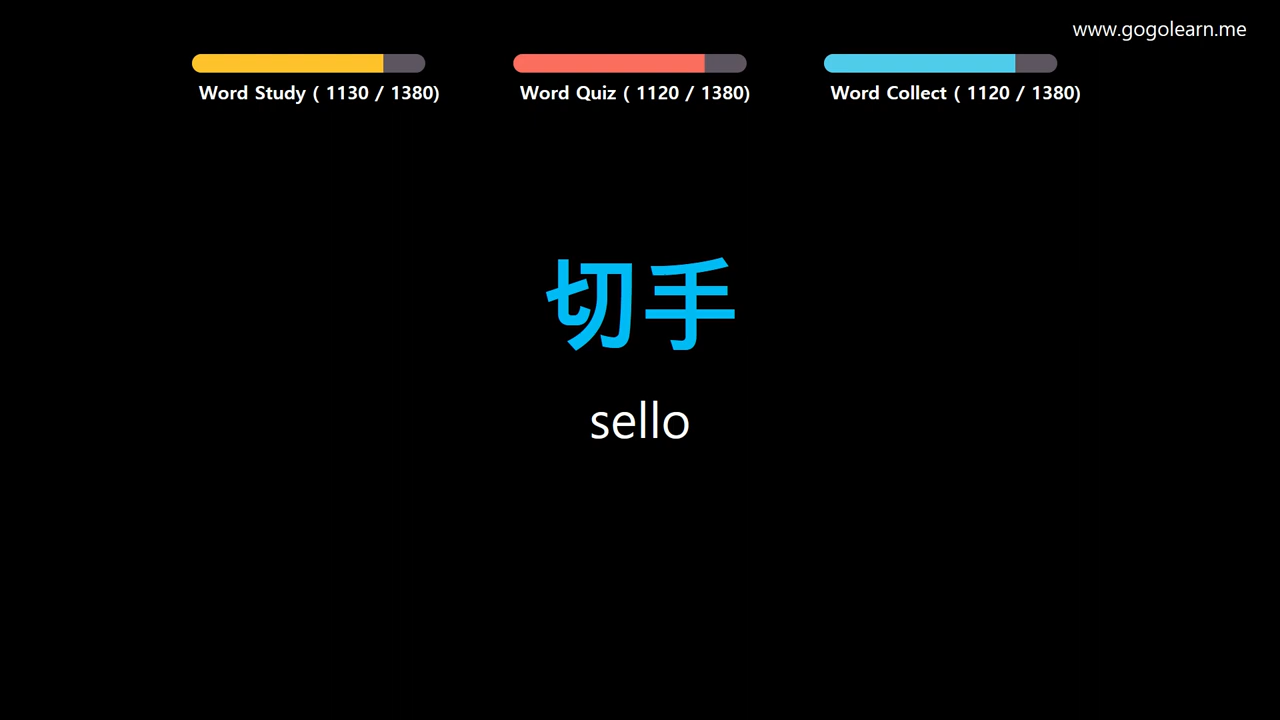 www.gogolearn.me
Word Study ( 1130 / 1380)
Word Quiz ( 1120 / 1380)
Word Collect ( 1120 / 1380)
切手
sello